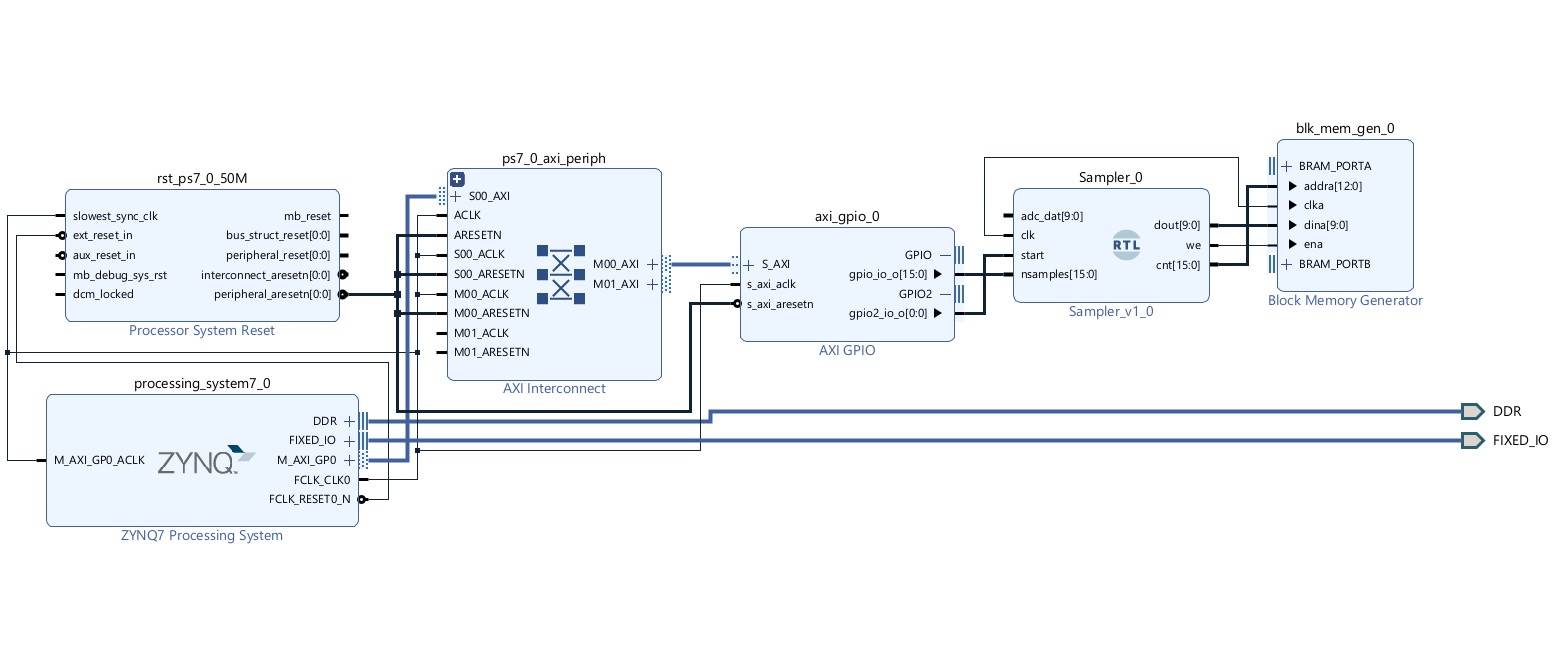 rst_ps7_0_50M
slowest_sync_clk
ext_reset_in
aux_reset_in
mb_debug_sys_rst
dcm_locked
mb_reset
bus_struct_reset[0:0]
peripheral_reset[0:0]
interconnect_aresetn[0:0]
peripheral_aresetn[0:0]
Processor System Reset
processing_system7_0
M_AXI_GP0_ACLK
ZYNQ
DDR
FIXED_IO
M_AXI_GP0
FCLK_CLK0
FCLK_RESET0_N
ZYNQ7 Processing System
ps7_0_axi_periph
S00_AXI
ACLK
ARESETN
S00_ACLK
S00_ARESETN
M00_ACLK
M00_ARESETN
M01_ACLK
M01_ARESETN
M00_AXI
M01_AXI
AXI Interconnect
axi_gpio_0
S_AXI
s_axi_aclk
s_axi_aresetn
GPIO
gpio_io_o[15:0]
GPIO2
gpio2_io_o[0:0]
AXI GPIO
Sampler_0
adc_dat[9:0]
clk
start
nsamples[15:0]
RTL
dout[9:0]
we
cnt[15:0]
Sampler_v1_0
blk_mem_gen_0
BRAM_PORTA
addra[12:0]
clka
dina[9:0]
ena
BRAM_PORTB
Block Memory Generator
DDR
FIXED_IO